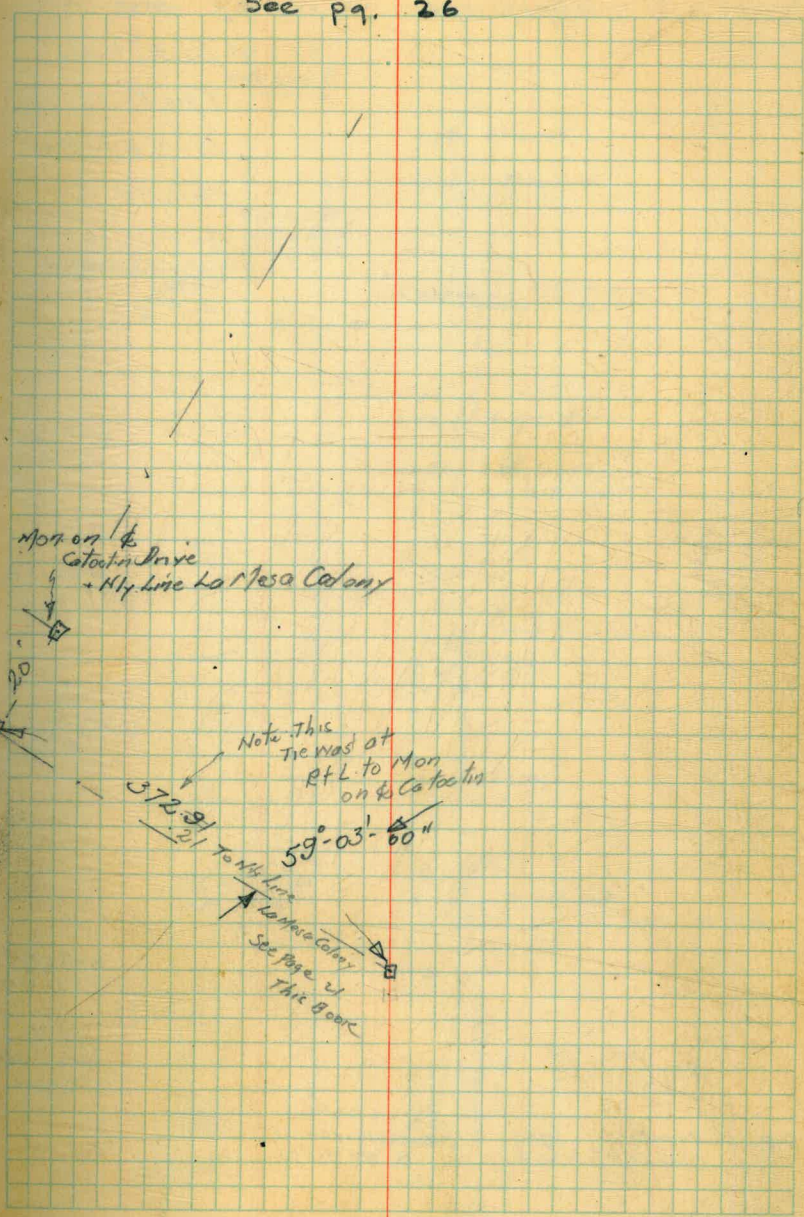 See pg. 26
Mon on ℄
Catoctin Drive
+ Nly Line La Mesa Colony
20"
Note This
Tie was at
Rt L to Mon
on ℄ Catoctin
372.91
.21 To Nly Line
La Mesa Colony
59°-03'-00"
See Page 21
This Book